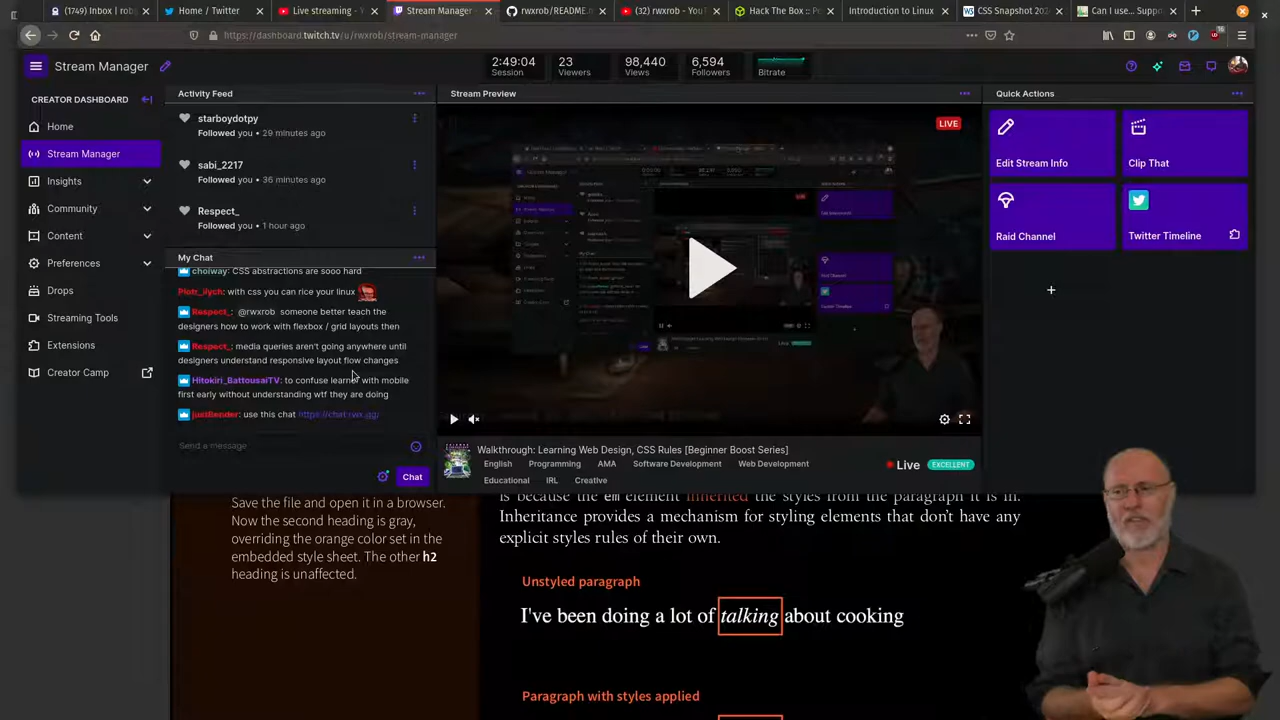 (1749) Inbox | rob
Home / Twitter
Live streaming - Y
Stream Manager
rwxrob/README.m
(32) rwxrob - YouT
Hack The Box :: Pe
Introduction to Linux
CSS Snapshot 202
Can I use... Suppo
https://dashboard.twitch.tv/u/rwxrob/stream-manager
Stream Manager
2:49:04
Session
23
Viewers
98,440
Views
6,594
Followers
Bitrate
CREATOR DASHBOARD
Home
Stream Manager
Insights
Community
Content
Preferences
Drops
Streaming Tools
Extensions
Creator Camp
Activity Feed
starboydotpy
Followed you • 29 minutes ago
sabi_2217
Followed you • 36 minutes ago
Respect_
Followed you • 1 hour ago
My Chat
cholway: CSS abstractions are sooo hard
Piotr_ilych: with css you can rice your linux
Respect_: @rwxrob someone better teach the
designers how to work with flexbox / grid layouts then
Respect_: media queries aren't going anywhere until
designers understand responsive layout flow changes
Hitokiri_BattousaiTV: to confuse learne with mobile
first early without understanding wtf they are doing
justBender: use this chat https://chat.rwx.gg/
Send a message
Chat
Stream Preview
LIVE
Walkthrough: Learning Web Design, CSS Rules [Beginner Boost Series]
English Programming AMA Software Development Web Development
Educational IRL Creative
Live EXCELLENT
Quick Actions
Edit Stream Info
Clip That
Raid Channel
Twitter Timeline
Save the file and open it in a browser.
Now the second heading is gray,
overriding the orange color set in the
embedded style sheet. The other h2
heading is unaffected.
is because the em element inherited the styles from the paragraph it is in.
Inheritance provides a mechanism for styling elements that don't have any
explicit styles rules of their own.
Unstyled paragraph
I've been doing a lot of talking about cooking
Paragraph with styles applied